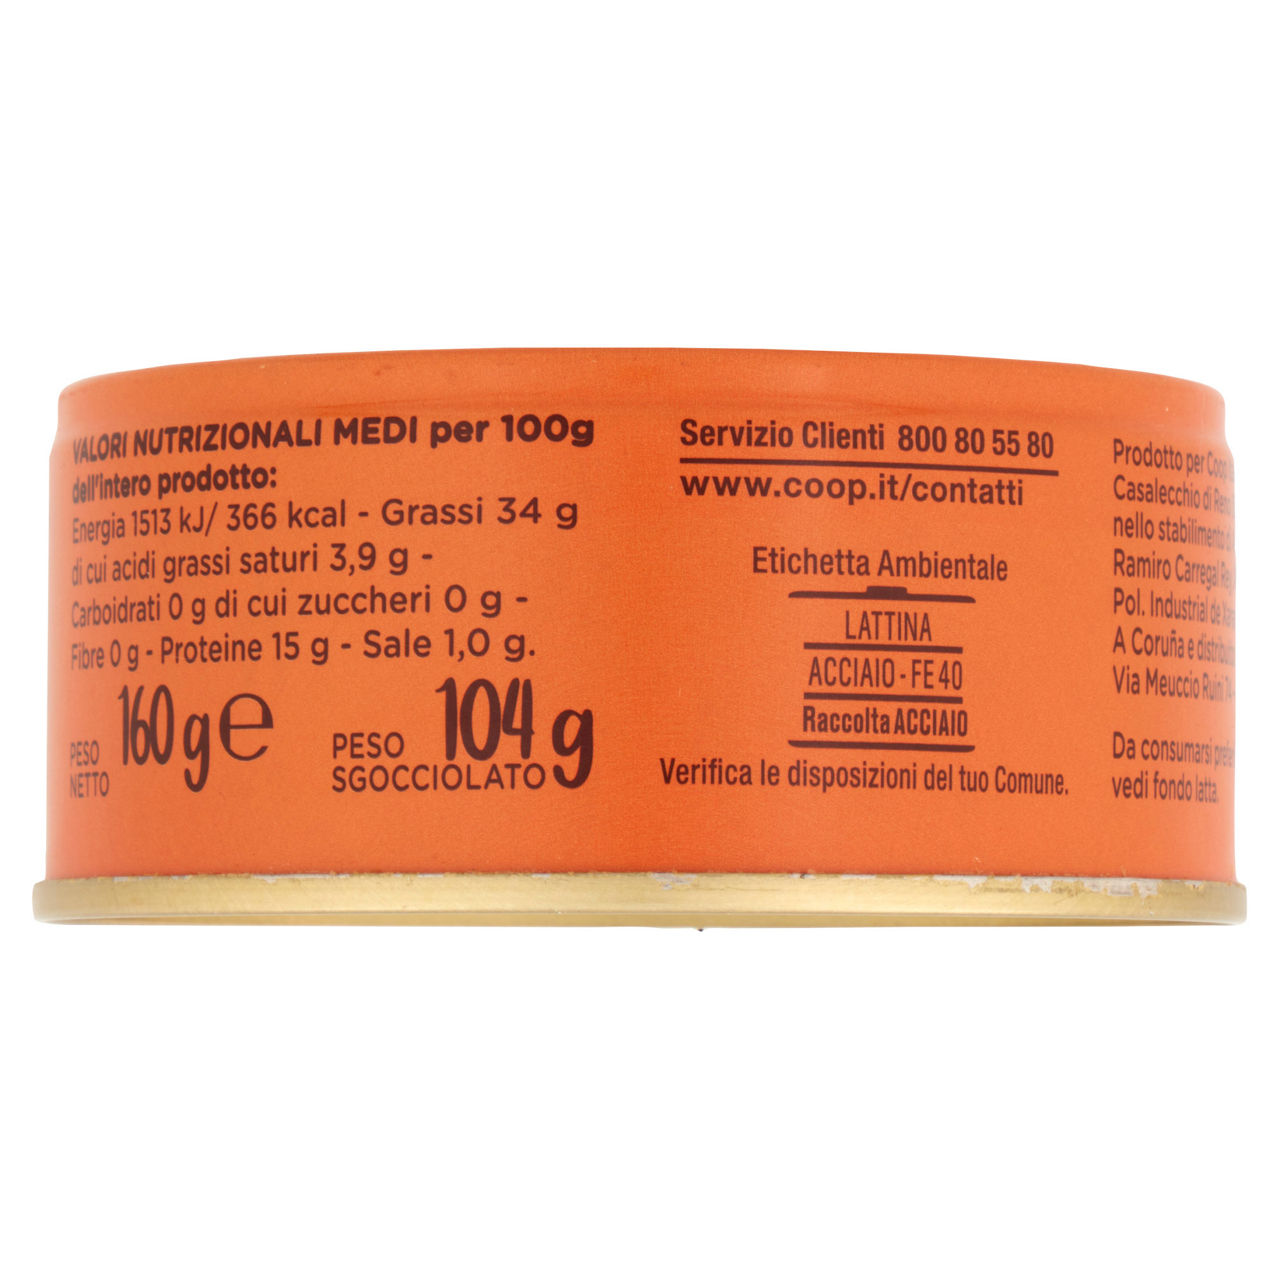 VALORI NUTRIZIONALI MEDI per 100g
dell'intero prodotto:
Energia 1513 kJ/ 366 kcal - Grassi 34 g
di cui acidi grassi saturi 3,9 g -
Carboidrati 0 g di cui zuccheri 0 g -
Fibre 0 g - Proteine 15 g - Sale 1,0 g.
PESO
NETTO
160 g e
PESO
SGOCCIOLATO
104 g
Servizio Clienti 800 80 55 80
www.coop.it/contatti
Etichetta Ambientale
LATTINA
ACCIAIO - FE 40
Raccolta ACCIAIO
Verifica le disposizioni del tuo Comune.
Prodotto per Coop
Casalecchio di Reno
nello stabilimento di
Ramiro Carregal
Pol. Industrial de
A Coruña e
Via Meuccio Ruini 74
Da consumarsi
vedi fondo latta.